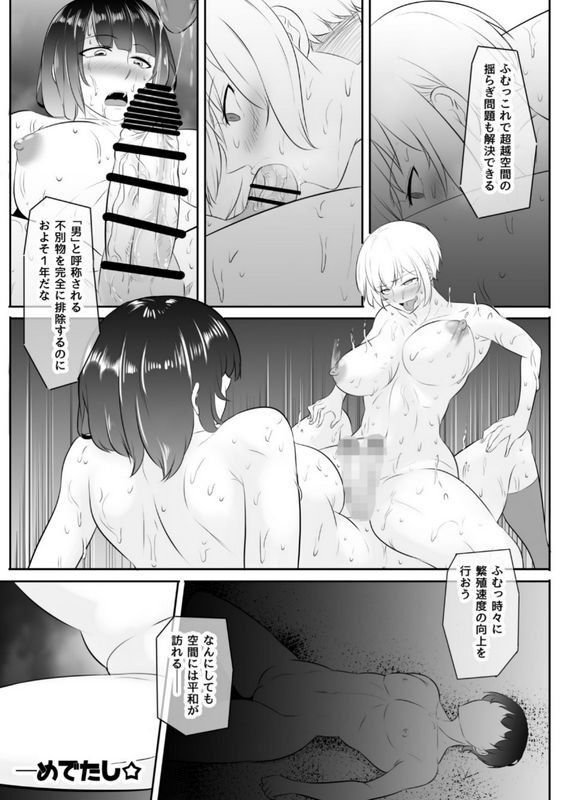 ふむっこれで超越空間の
揺らぎ問題も解決できる
「男」と呼称される
不別物を完全に排除するのに
およそ1年だな
ふむっ時々に
繁殖速度の向上を
行おう
なんにしても
空間には平和が
訪れる――
―めでたし☆